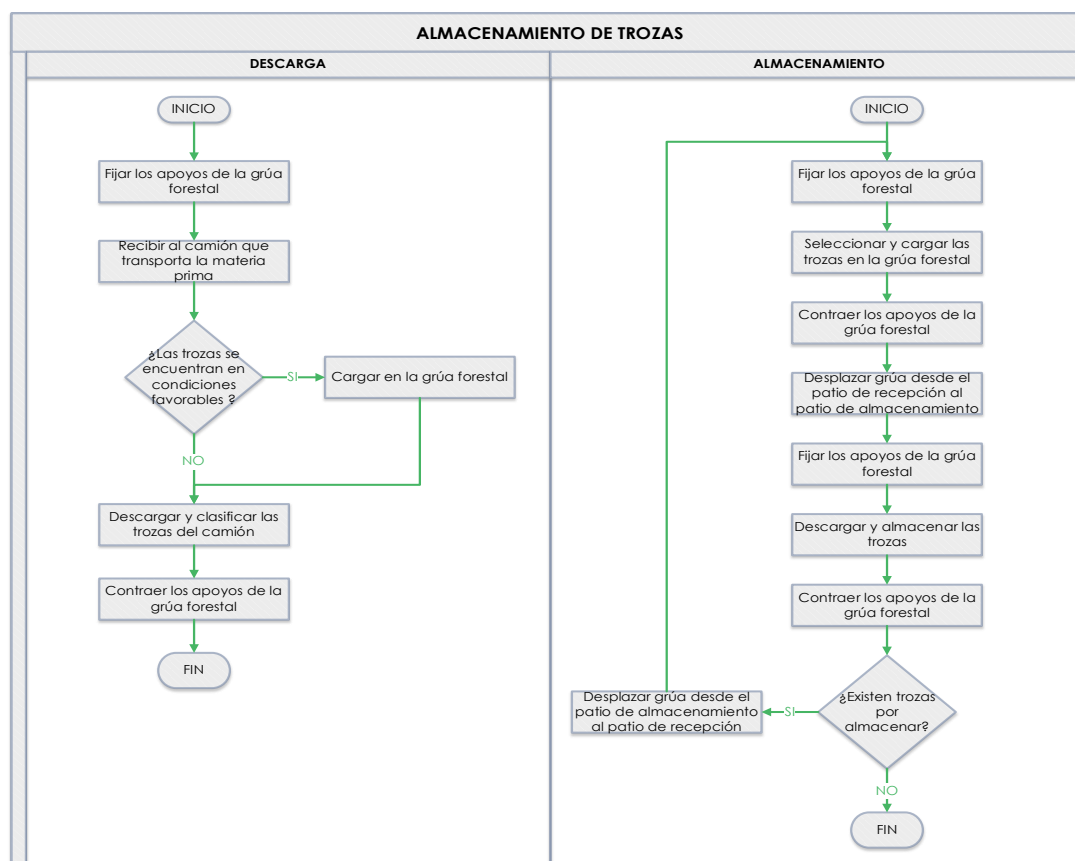 ALMACENAMIENTO DE TROZAS
DESCARGA
INICIO
Fijar los apoyos de la grúa
forestal
Recibir al camión que
transporta la materia
prima
¿Las trozas se
encuentran en
condiciones
favorables ?
SI
Cargar en la grúa forestal
NO
Descargar y clasificar las
trozas del camión
Contraer los apoyos de la
grúa forestal
FIN
ALMACENAMIENTO
INICIO
Fijar los apoyos de la grúa
forestal
Seleccionar y cargar las
trozas en la grúa forestal
Contraer los apoyos de la
grúa forestal
Desplazar grúa desde el
patio de recepción al
patio de almacenamiento
Fijar los apoyos de la grúa
forestal
Descargar y almacenar las
trozas
Contraer los apoyos de la
grúa forestal
¿Existen trozas
por
almacenar?
SI
Desplazar grúa desde el
patio de almacenamiento
al patio de recepción
NO
FIN